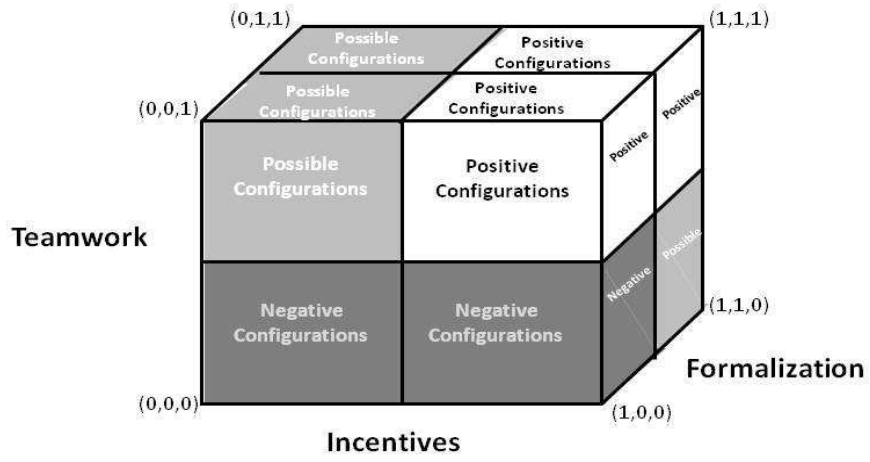 (0,1,1)
(1,1,1)
Possible
Configurations
Positive
Configurations
Possible
Configurations
Positive
Configurations
(0,0,1)
Positive
Positive
Possible
Configurations
Positive
Configurations
Teamwork
Negative
Possible
Negative
Configurations
Negative
Configurations
(1,1,0)
Formalization
(0,0,0)
(1,0,0)
Incentives